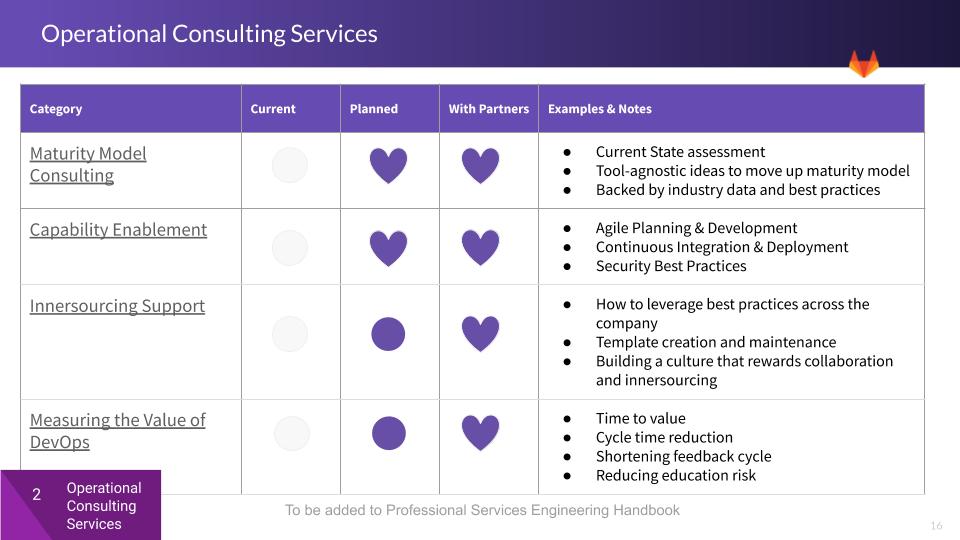 Operational Consulting Services
Category
Current
Planned
With Partners
Examples & Notes
Maturity Model
Consulting
● Current State assessment
● Tool-agnostic ideas to move up maturity model
● Backed by industry data and best practices
Capability Enablement
● Agile Planning & Development
● Continuous Integration & Deployment
● Security Best Practices
Innersourcing Support
● How to leverage best practices across the
company
● Template creation and maintenance
● Building a culture that rewards collaboration
and innersourcing
Measuring the Value of
DevOps
● Time to value
● Cycle time reduction
● Shortening feedback cycle
● Reducing education risk
2
Operational
Consulting
Services
To be added to Professional Services Engineering Handbook
16